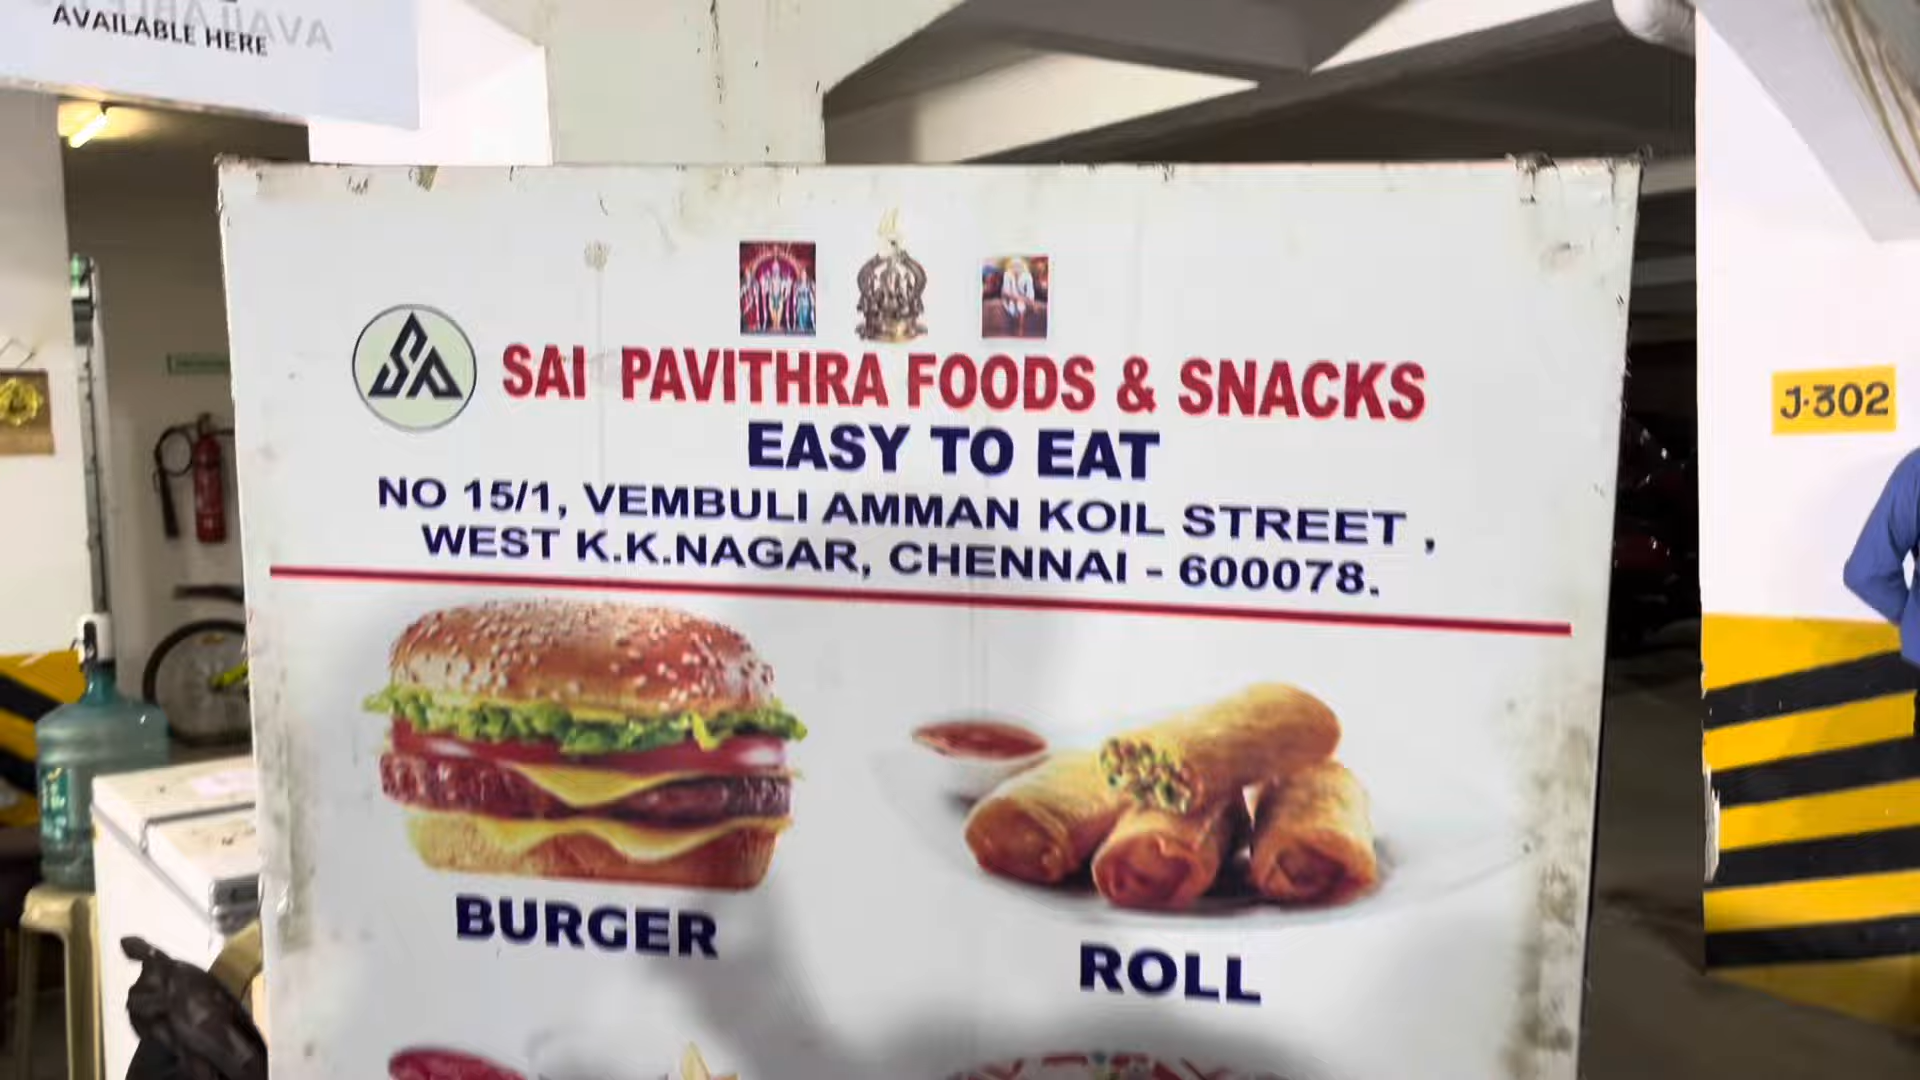 AVAILABLE HERE
SAI PAVITHRA FOODS & SNACKS
EASY TO EAT
NO 15/1, VEMBULI AMMAN KOIL STREET ,
WEST K.K.NAGAR, CHENNAI - 600078.
BURGER
ROLL
J-302